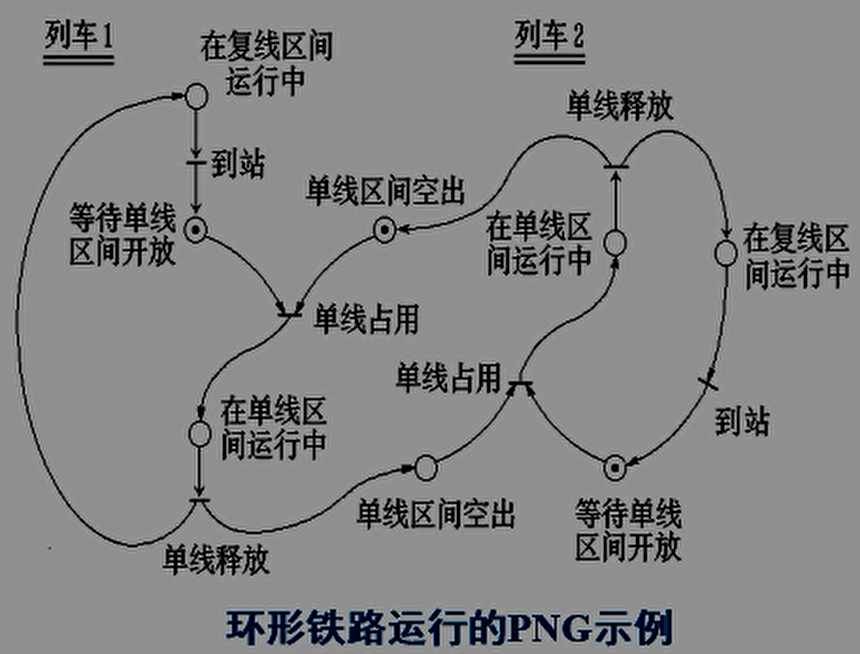 列车1
在复线区间
运行中
到站
等待单线
区间开放
单线区间空出
单线占用
在单线区
间运行中
单线释放
列车2
单线释放
在单线区
间运行中
在复线区
间运行中
单线占用
到站
单线区间空出
等待单线
区间开放
环形铁路运行的PNG示例